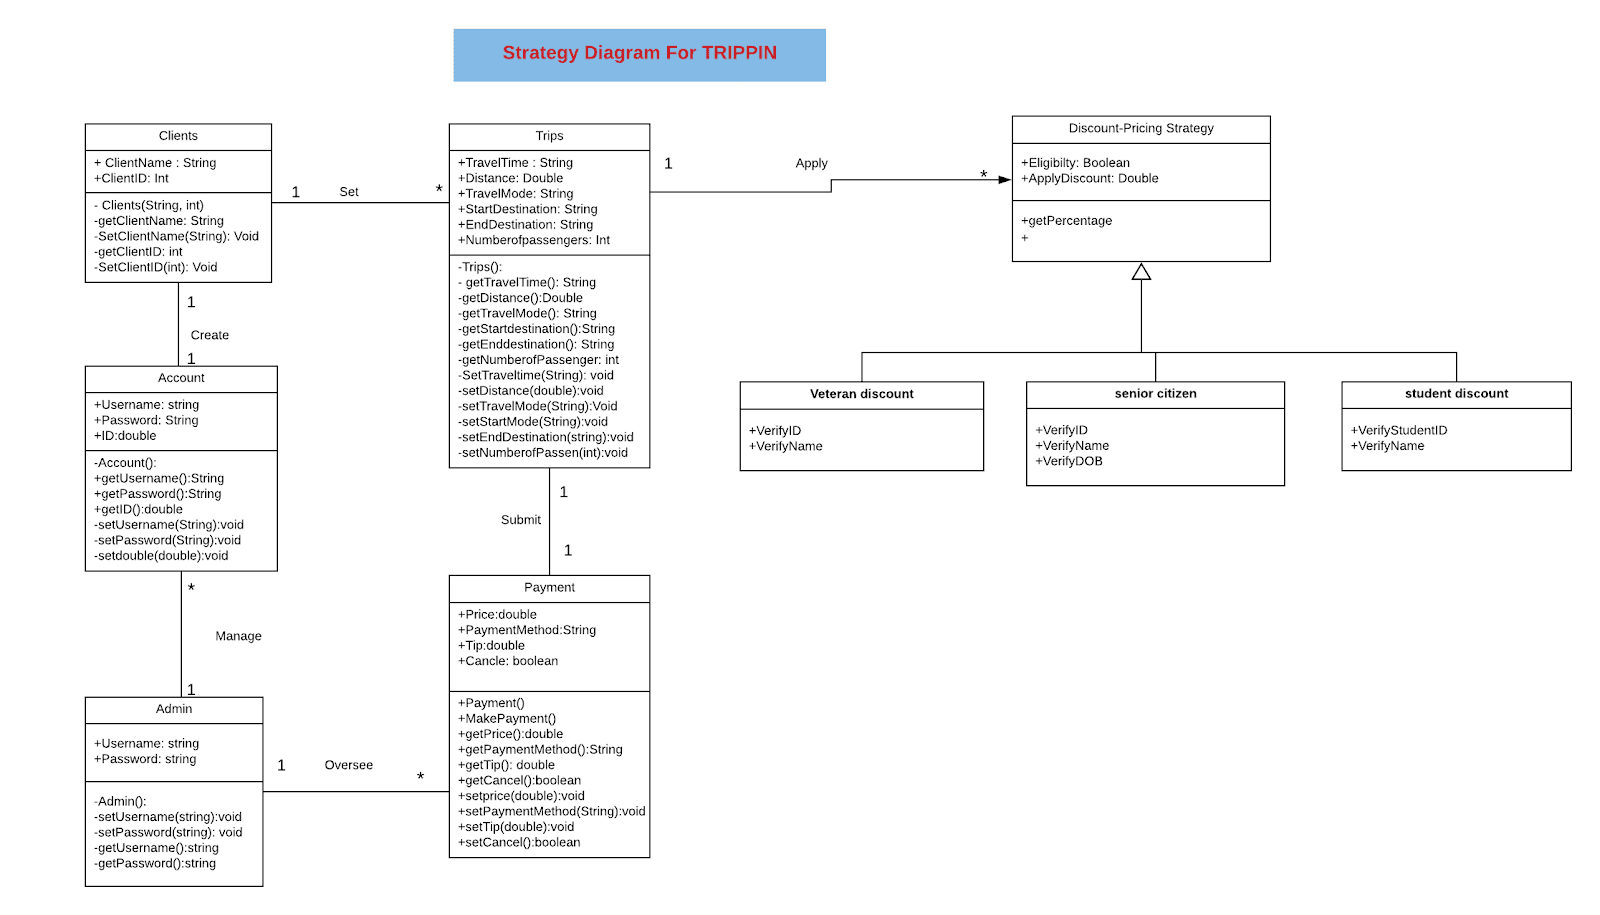 Strategy Diagram For TRIPPIN
Clients
+ ClientName : String
+ClientID: Int
- Clients(String, int)
-getClientName: String
-SetClientName(String): Void
-getClientID: int
-SetClientID(int): Void
1
Set
*
Trips
+TravelTime : String
+Distance: Double
+TravelMode: String
+StartDestination: String
+EndDestination: String
+Numberofpassengers: Int
-Trips():
- getTravelTime(): String
-getDistance():Double
-getTravelMode(): String
-getStartdestination():String
-getEnddestination(): String
-getNumberofPassenger: int
-SetTraveltime(String): void
-setDistance(double):void
-setTravelMode(String):Void
-setStartMode(String):void
-setEndDestination(string):void
-setNumberofPassen(int):void
1
Apply
*
Discount-Pricing Strategy
+Eligibilty: Boolean
+ApplyDiscount: Double
+getPercentage
+
Veteran discount
+VerifyID
+VerifyName
senior citizen
+VerifyID
+VerifyName
+VerifyDOB
student discount
+VerifyStudentID
+VerifyName
1
Create
1
Account
+Username: string
+Password: String
+ID:double
-Account():
+getUsername():String
+getPassword():String
+getID():double
-setUsername(String):void
-setPassword(String):void
-setdouble(double):void
1
Submit
1
*
Manage
1
Payment
+Price:double
+PaymentMethod:String
+Tip:double
+Cancle: boolean
+Payment()
+MakePayment()
+getPrice():double
+getPaymentMethod():String
+getTip(): double
+getCancel():boolean
+setprice(double):void
+setPaymentMethod(String):void
+setTip(double):void
+setCancel():boolean
Admin
+Username: string
+Password: string
-Admin():
-setUsername(string):void
-setPassword(string): void
-getUsername():string
-getPassword():string
1
Oversee
*